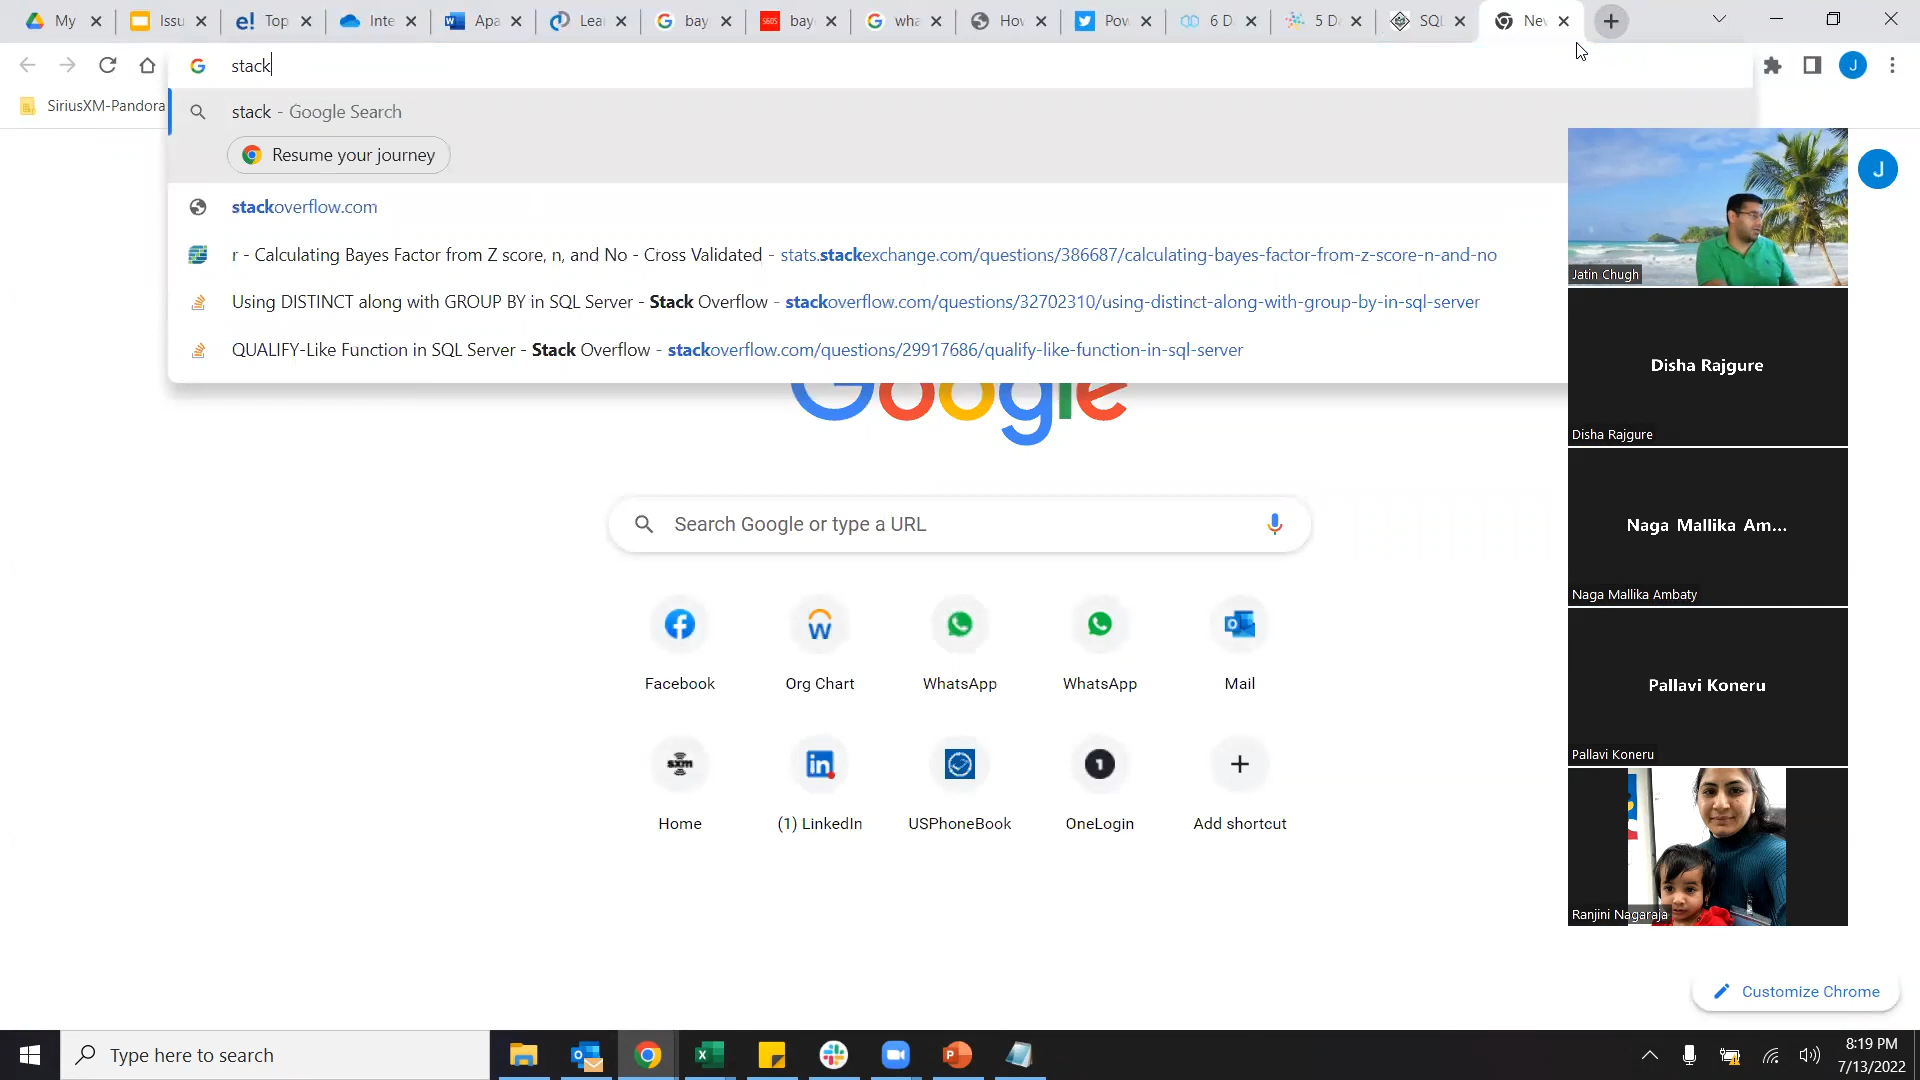 My
Issu
Top
Inte
Apa
Lea
bay
bay
wha
Hov
Pow
6 D
5 D
SQL
Nev
stack
J
SiriusXM-Pandora
stack - Google Search
Resume your journey
stackoverflow.com
r - Calculating Bayes Factor from Z score, n, and No - Cross Validated - stats.stackexchange.com/questions/386687/calculating-bayes-factor-from-z-score-n-and-no
Using DISTINCT along with GROUP BY in SQL Server - Stack Overflow - stackoverflow.com/questions/32702310/using-distinct-along-with-group-by-in-sql-server
QUALIFY-Like Function in SQL Server - Stack Overflow - stackoverflow.com/questions/29917686/qualify-like-function-in-sql-server
Google
Search Google or type a URL
Facebook
Org Chart
WhatsApp
WhatsApp
Mail
Home
(1) LinkedIn
USPhoneBook
OneLogin
Add shortcut
J
Jatin Chugh
Disha Rajgure
Disha Rajgure
Naga Mallika Am...
Naga Mallika Ambaty
Pallavi Koneru
Pallavi Koneru
Ranjini Nagaraja
Customize Chrome
Type here to search
8:19 PM
7/13/2022